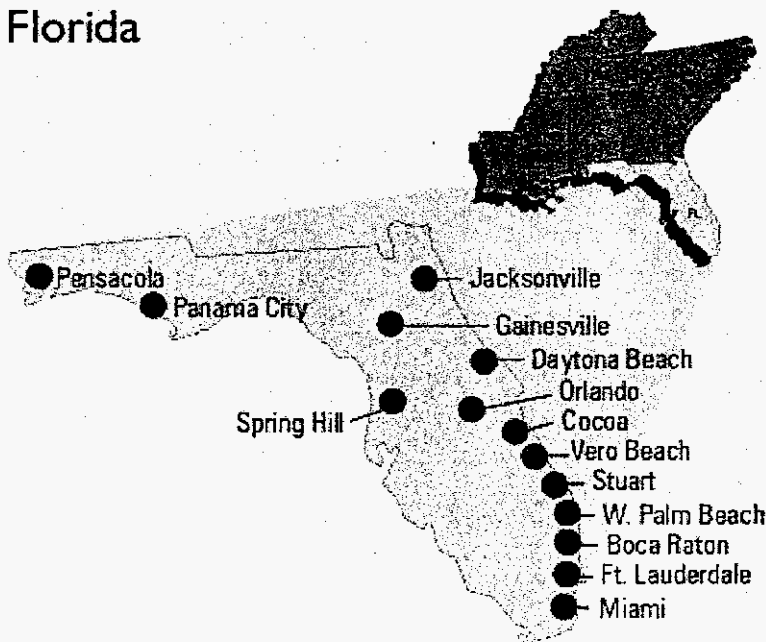 Florida
FL
Pensacola
Jacksonville
Panama City
Gainesville
Daytona Beach
Orlando
Spring Hill
Cocoa
Vero Beach
Stuart
W. Palm Beach
Boca Raton
Ft. Lauderdale
Miami